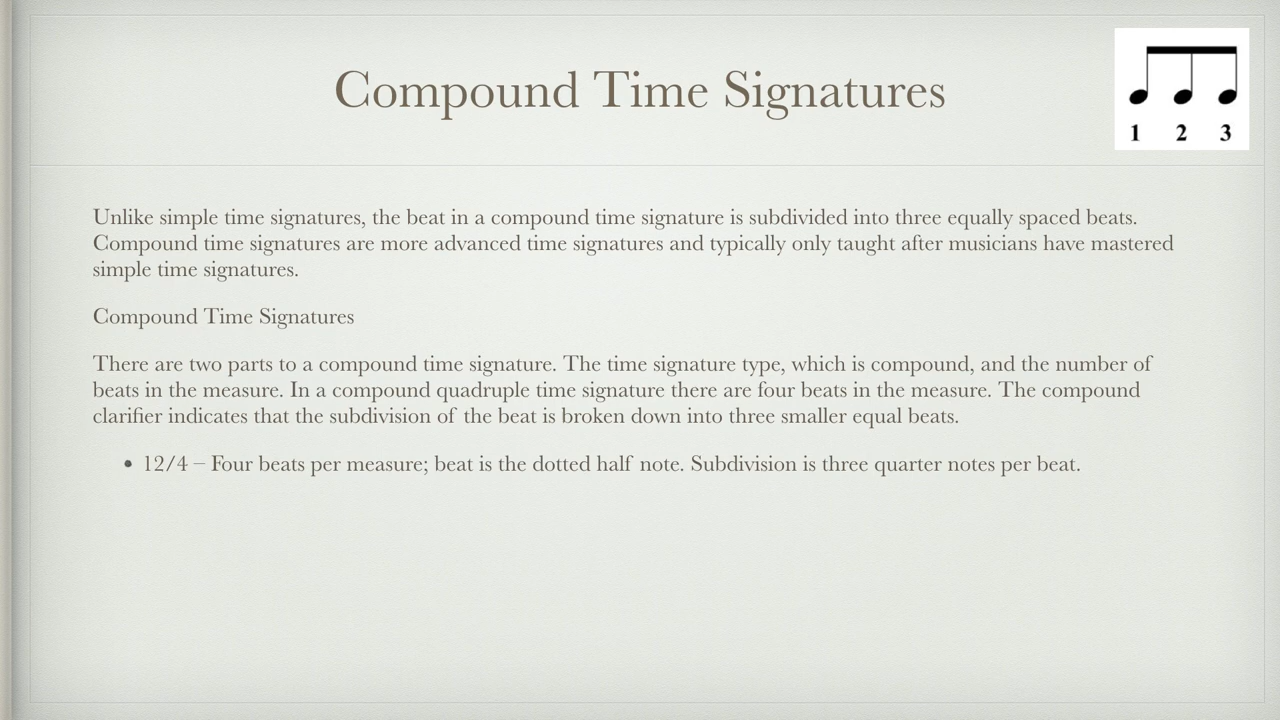 Compound Time Signatures
1 2 3
Unlike simple time signatures, the beat in a compound time signature is subdivided into three equally spaced beats.
Compound time signatures are more advanced time signatures and typically only taught after musicians have mastered
simple time signatures.
Compound Time Signatures
There are two parts to a compound time signature. The time signature type, which is compound, and the number of
beats in the measure. In a compound quadruple time signature there are four beats in the measure. The compound
clarifier indicates that the subdivision of the beat is broken down into three smaller equal beats.
• 12/4 – Four beats per measure; beat is the dotted half note. Subdivision is three quarter notes per beat.